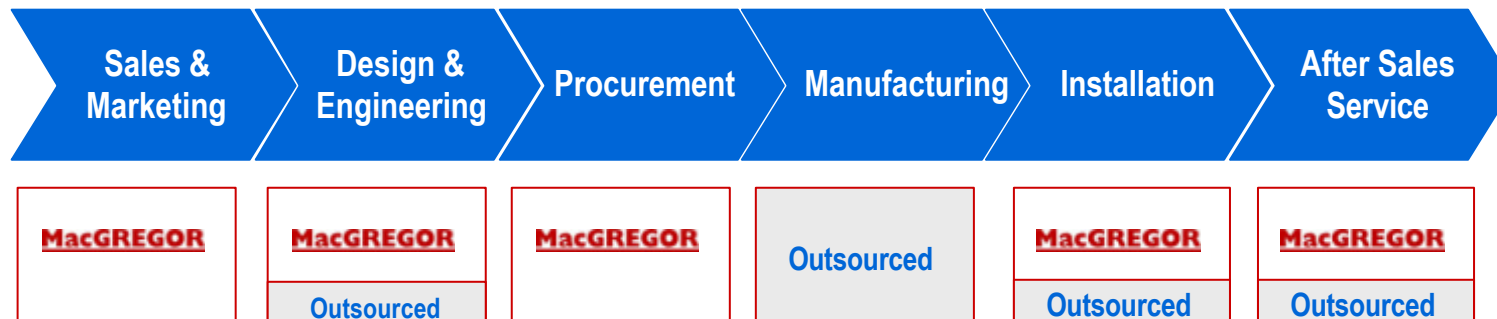 Sales &
Marketing
Design &
Engineering
Procurement
Manufacturing
Installation
After Sales
Service
MacGREGOR
MacGREGOR
Outsourced
MacGREGOR
Outsourced
MacGREGOR
Outsourced
MacGREGOR
Outsourced